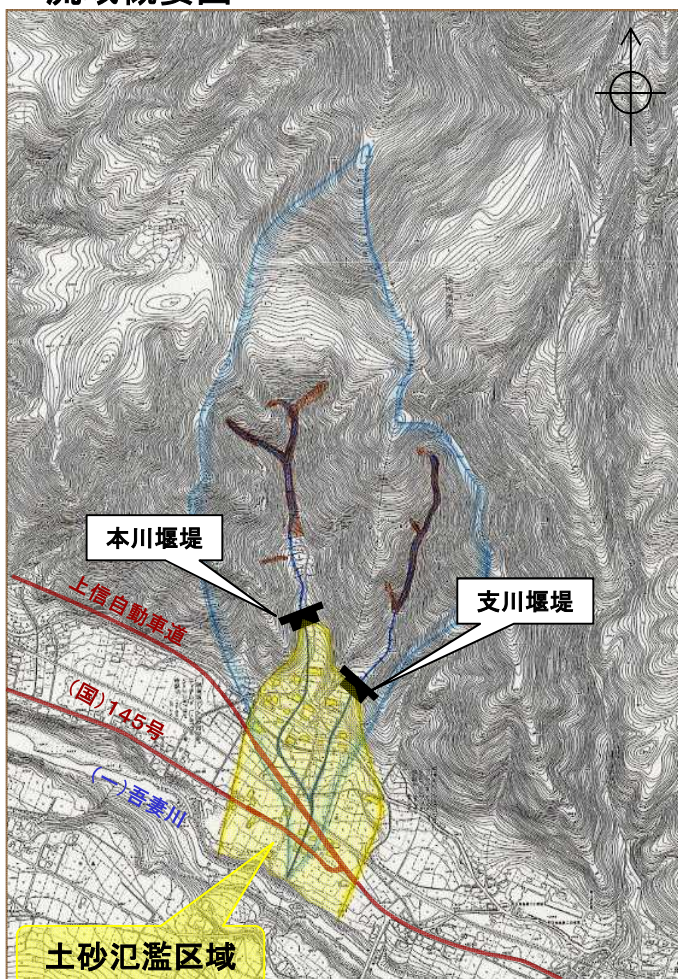 本川堰堤
支川堰堤
上信自動車道
(国)145号
(一)吾妻川
土砂氾濫区域